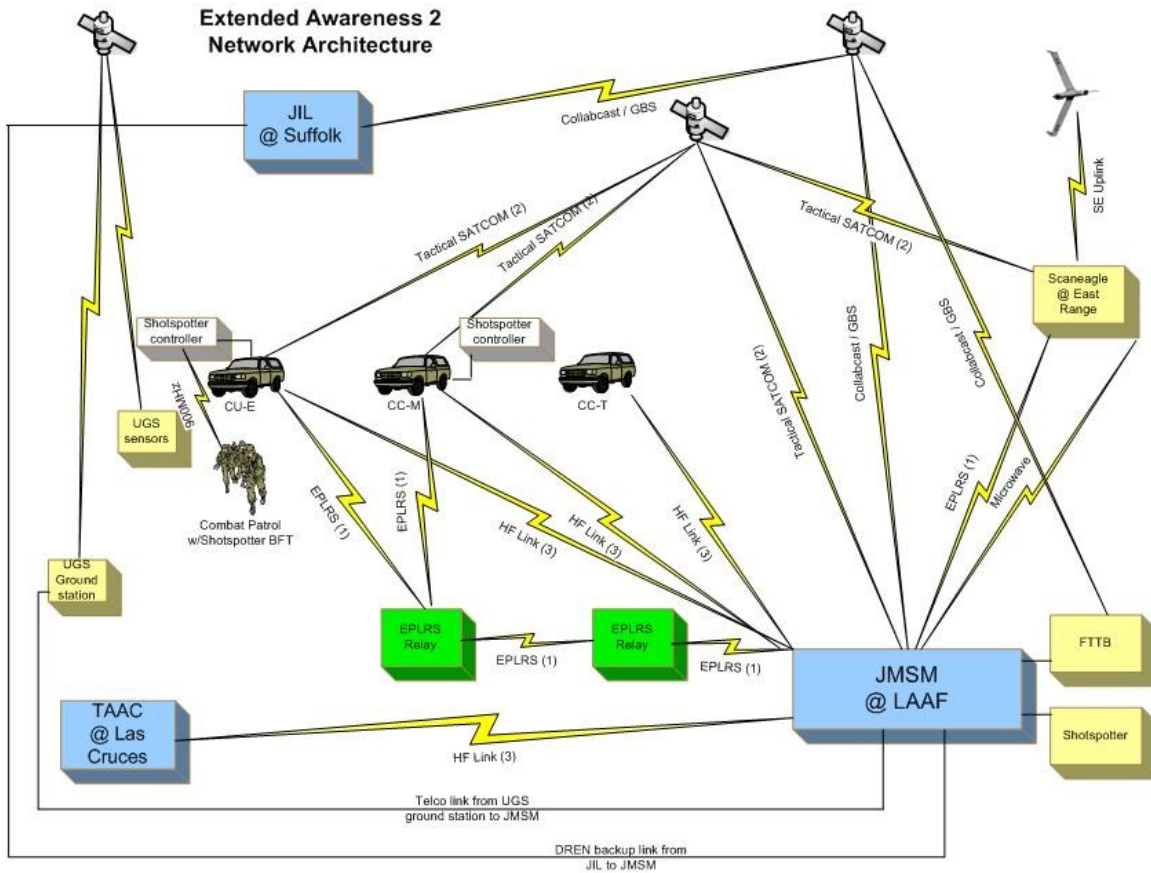 Extended Awareness 2
Network Architecture
JIL
@ Suffolk
Collabcast / GBS
SE Uplink
Tactical SATCOM (2)
Tactical SATCOM (2)
Tactical SATCOM (2)
Scaneagle
@ East
Range
Shotspotter
controller
Shotspotter
controller
Tactical SATCOM (2)
Collabcast / GBS
Collabcast / GBS
CU-E
CC-M
CC-T
900MHz
UGS
sensors
EPLRS (1)
EPLRS (1)
HF Link (3)
HF Link (3)
HF Link (3)
EPLRS (1)
Microwave
Combat Patrol
w/Shotspotter BFT
UGS
Ground
station
EPLRS
Relay
EPLRS
Relay
EPLRS (1)
EPLRS (1)
FTTB
JMSM
@ LAAF
TAAC
@ Las
Cruces
Shotspotter
HF Link (3)
Telco link from UGS
ground station to JMSM
DREN backup link from
JIL to JMSM